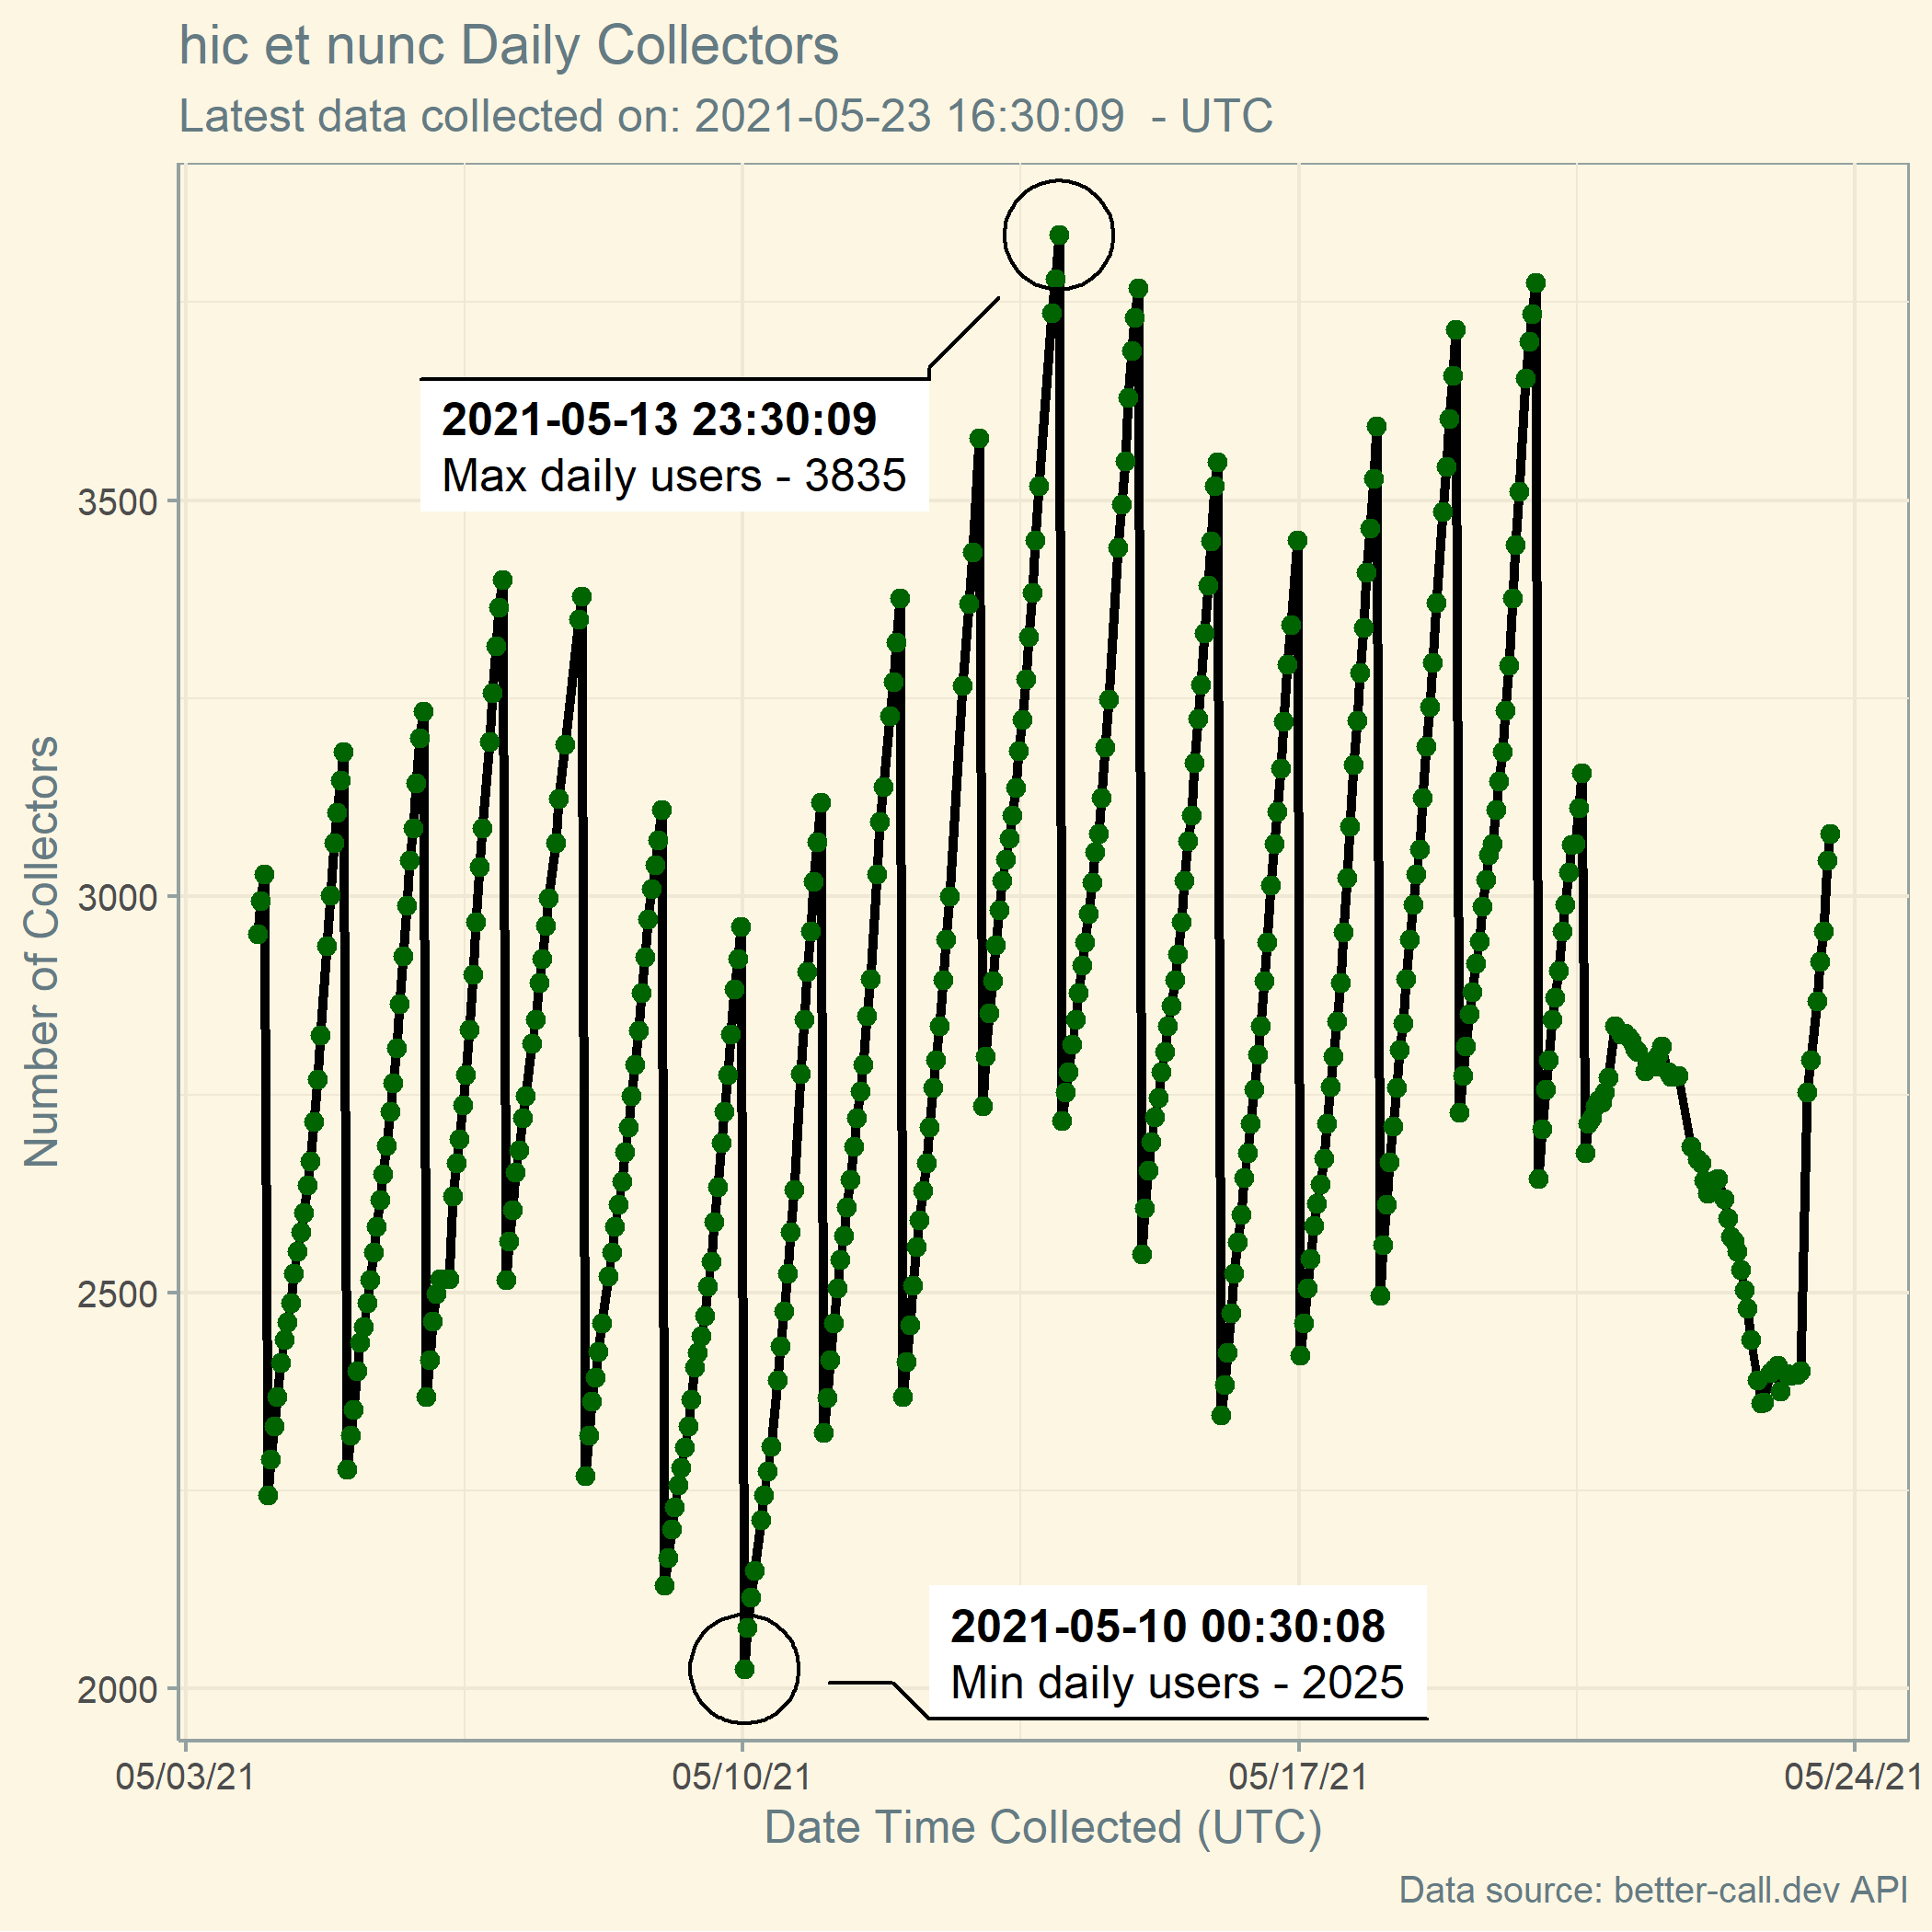 hic et nunc Daily Collectors
Latest data collected on: 2021-05-23 16:30:09  - UTC
2021-05-13 23:30:09
Max daily users - 3835
3500
3000
2500
2000
Number of Collectors
2021-05-10 00:30:08
Min daily users - 2025
05/03/21 05/10/21 05/17/21 05/24/21
Date Time Collected (UTC)
Data source: better-call.dev API